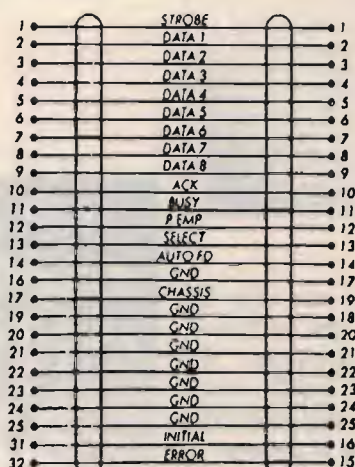 1 STROBE 1
2 DATA 1 2
3 DATA 2 3
4 DATA 3 4
5 DATA 4 5
6 DATA 5 6
7 DATA 6 7
8 DATA 7 8
9 DATA 8 9
10 ACK 10
11 BUSY 11
12 P.EMP 12
13 SELECT 13
14 AUTO FD 14
16 GND 17
17 CHASSIS 19
19 GND 18
20 GND 20
21 GND 21
22 GND 22
23 GND 23
24 GND 24
25 GND 25
31 INITIAL 16
32 ERROR 15